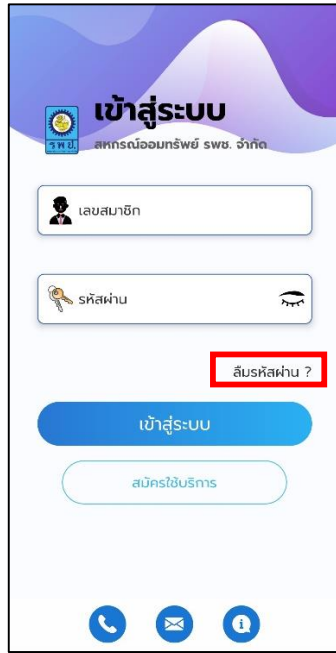 เข้าสู่ระบบ
รพช.
สหกรณ์ออมทรัพย์ รพช. จำกัด
เลขสมาชิก
รหัสผ่าน
ลืมรหัสผ่าน ?
เข้าสู่ระบบ
สมัครใช้บริการ